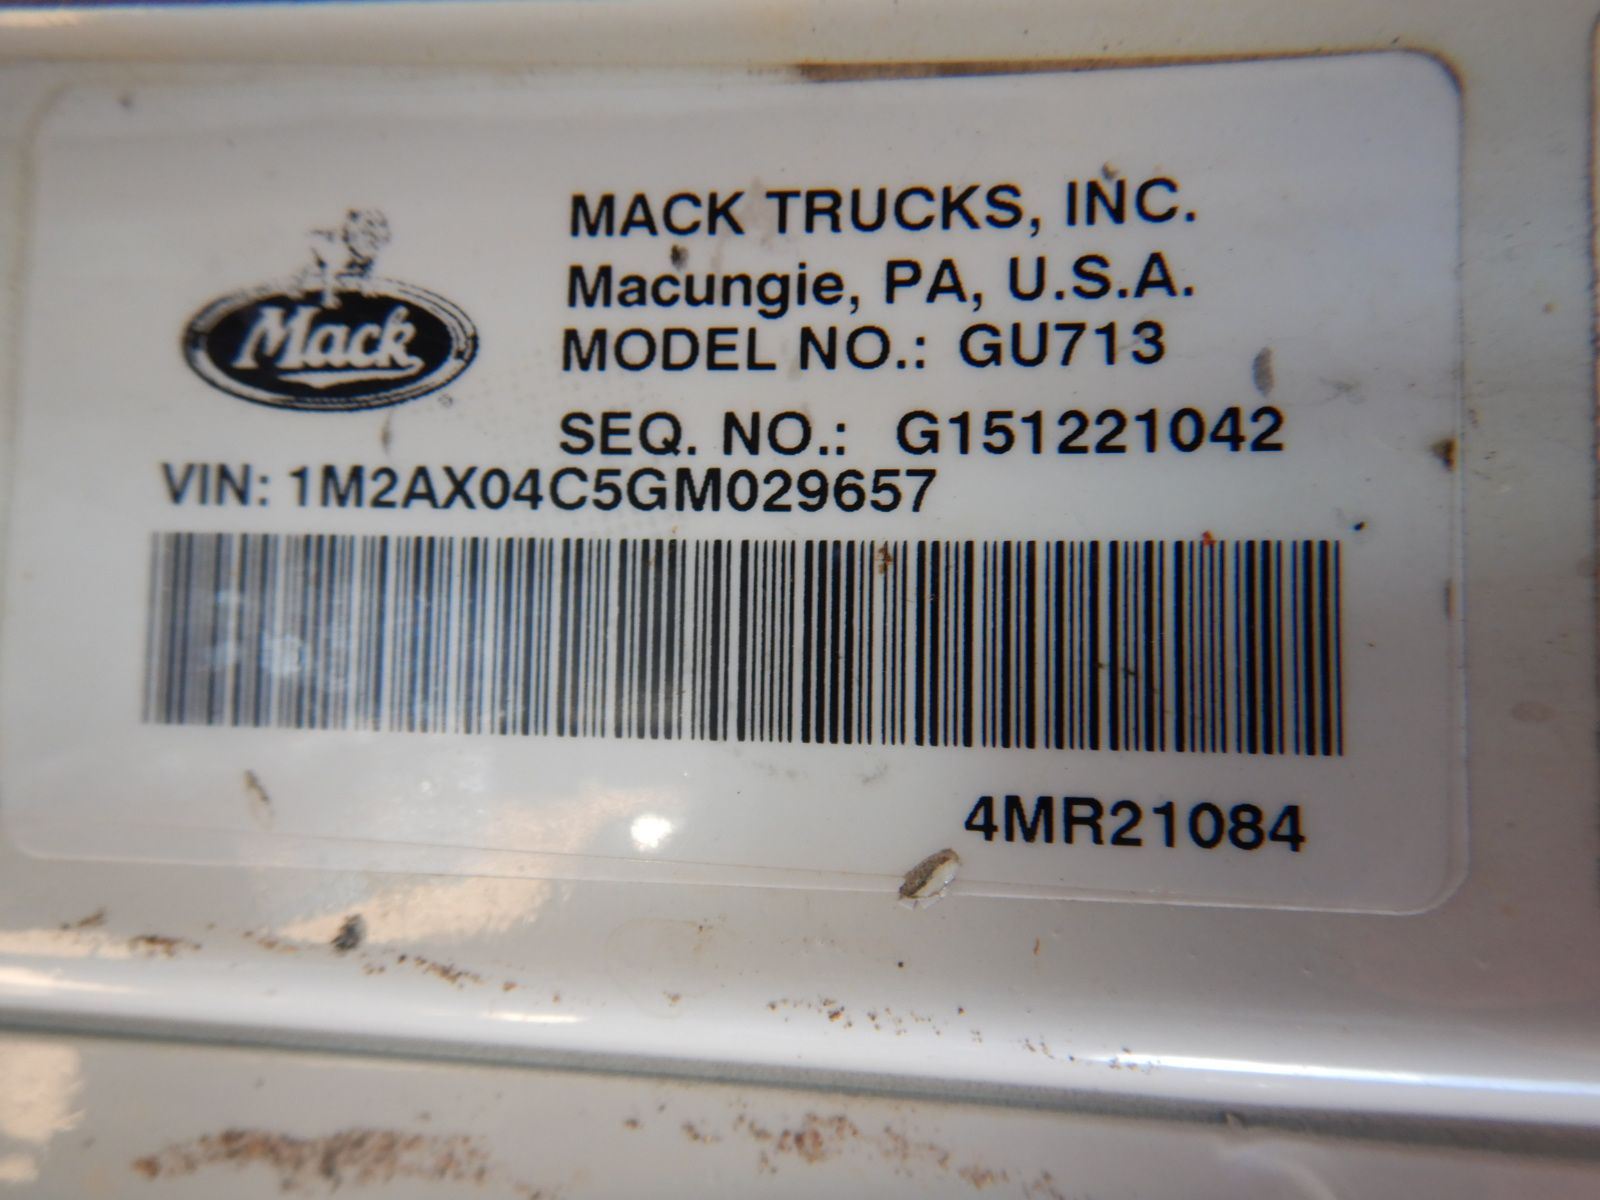 MACK TRUCKS, INC.
Macungie, PA, U.S.A.
Mack
MODEL NO.: GU713
SEQ. NO.: G151221042
VIN: 1M2AX04C5GM029657
4MR21084